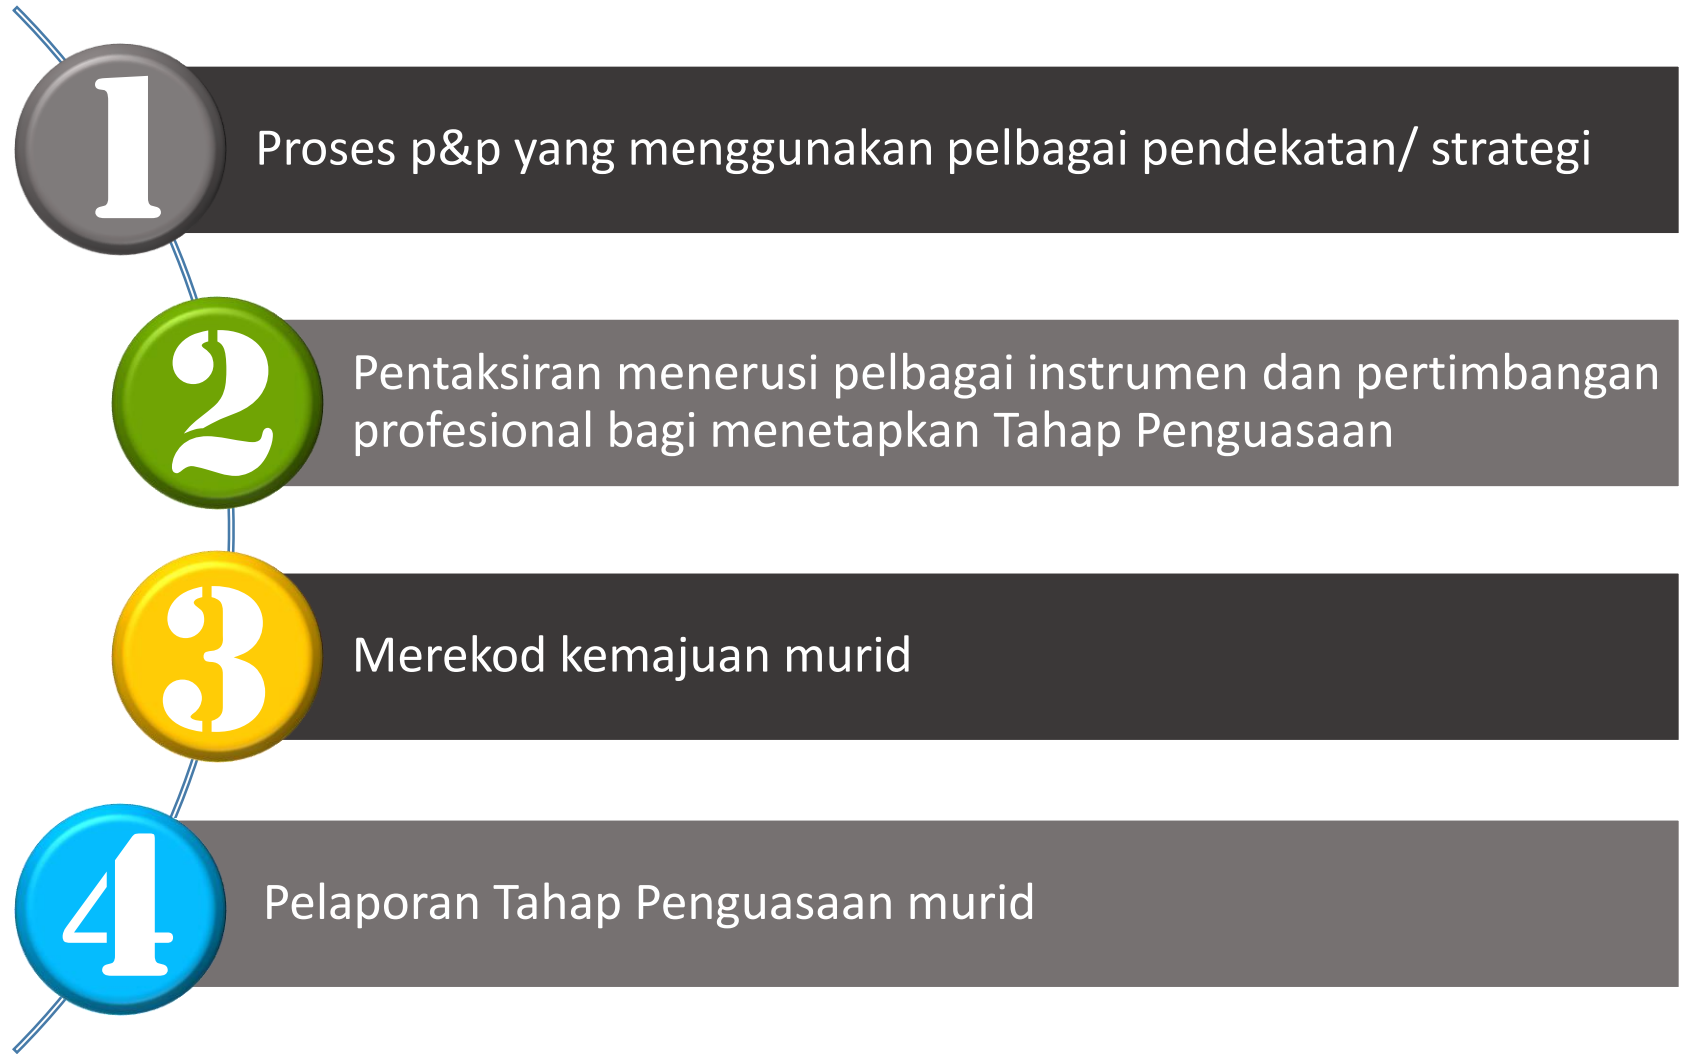 1
Proses p&p yang menggunakan pelbagai pendekatan/ strategi
2
Pentaksiran menerusi pelbagai instrumen dan pertimbangan
profesional bagi menetapkan Tahap Penguasaan
3
Merekod kemajuan murid
4
Pelaporan Tahap Penguasaan murid